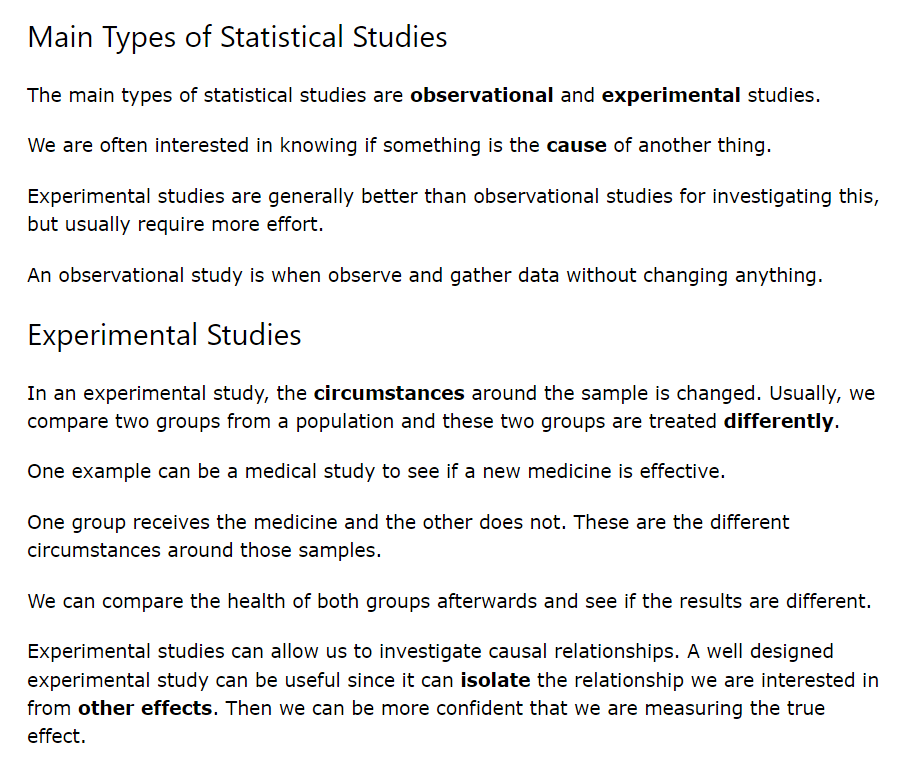 Main Types of Statistical Studies
The main types of statistical studies are observational and experimental studies.
We are often interested in knowing if something is the cause of another thing.
Experimental studies are generally better than observational studies for investigating this,
but usually require more effort.
An observational study is when observe and gather data without changing anything.
Experimental Studies
In an experimental study, the circumstances around the sample is changed. Usually, we
compare two groups from a population and these two groups are treated differently.
One example can be a medical study to see if a new medicine is effective.
One group receives the medicine and the other does not. These are the different
circumstances around those samples.
We can compare the health of both groups afterwards and see if the results are different.
Experimental studies can allow us to investigate causal relationships. A well designed
experimental study can be useful since it can isolate the relationship we are interested in
from other effects. Then we can be more confident that we are measuring the true
effect.